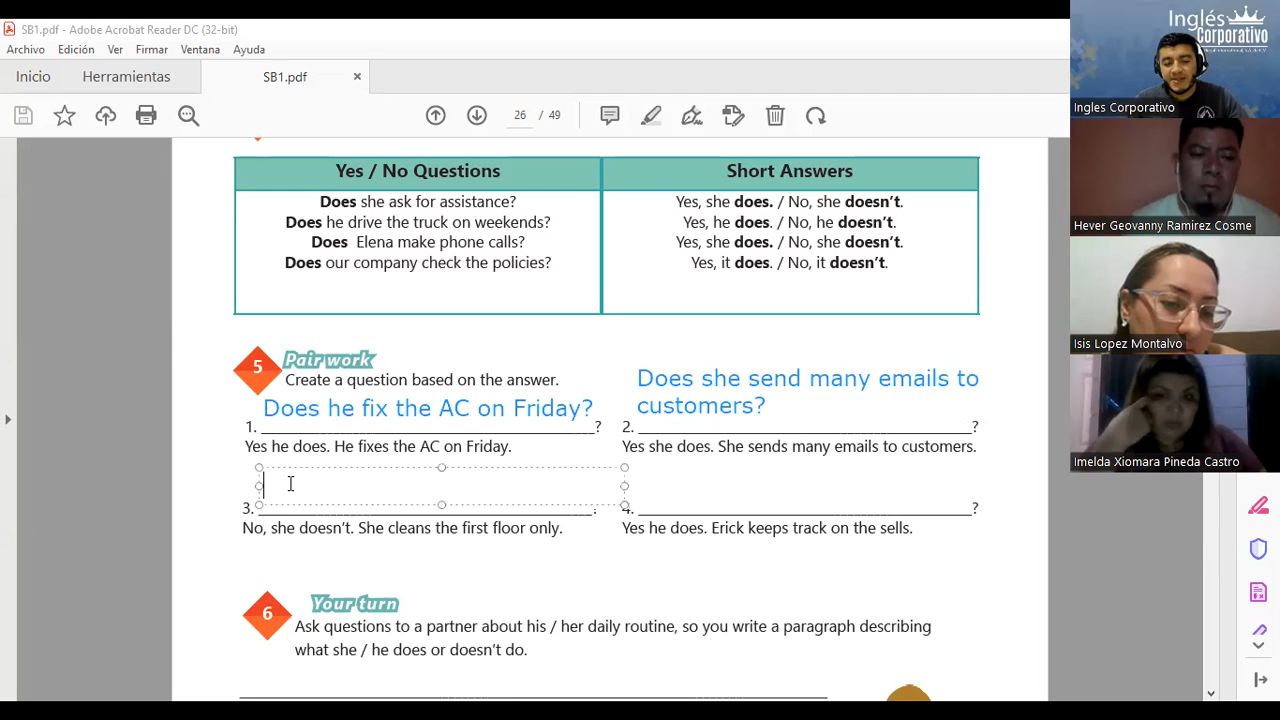 SB1.pdf - Adobe Acrobat Reader DC (32-bit)
Archivo Edición Ver Firmar Ventana Ayuda
Inicio Herramientas SB1.pdf ×
26 / 49
Yes / No Questions Short Answers
Does she ask for assistance? Yes, she does. / No, she doesn't.
Does he drive the truck on weekends? Yes, he does. / No, he doesn't.
Does Elena make phone calls? Yes, she does. / No, she doesn't.
Does our company check the policies? Yes, it does. / No, it doesn't.
5 Pair work
Create a question based on the answer.
Does he fix the AC on Friday?
1. ____________________?
Yes he does. He fixes the AC on Friday.
Does she send many emails to
customers?
2. ____________________?
Yes she does. She sends many emails to customers.
3. ____________________
No, she doesn't. She cleans the first floor only.
4. ____________________?
Yes he does. Erick keeps track on the sells.
6 Your turn
Ask questions to a partner about his / her daily routine, so you write a paragraph describing
what she / he does or doesn't do.
Inglés
Corporativo
Ingles Corporativo
Hever Geovanny Ramirez Cosme
Isis Lopez Montalvo
Imelda Xiomara Pineda Castro